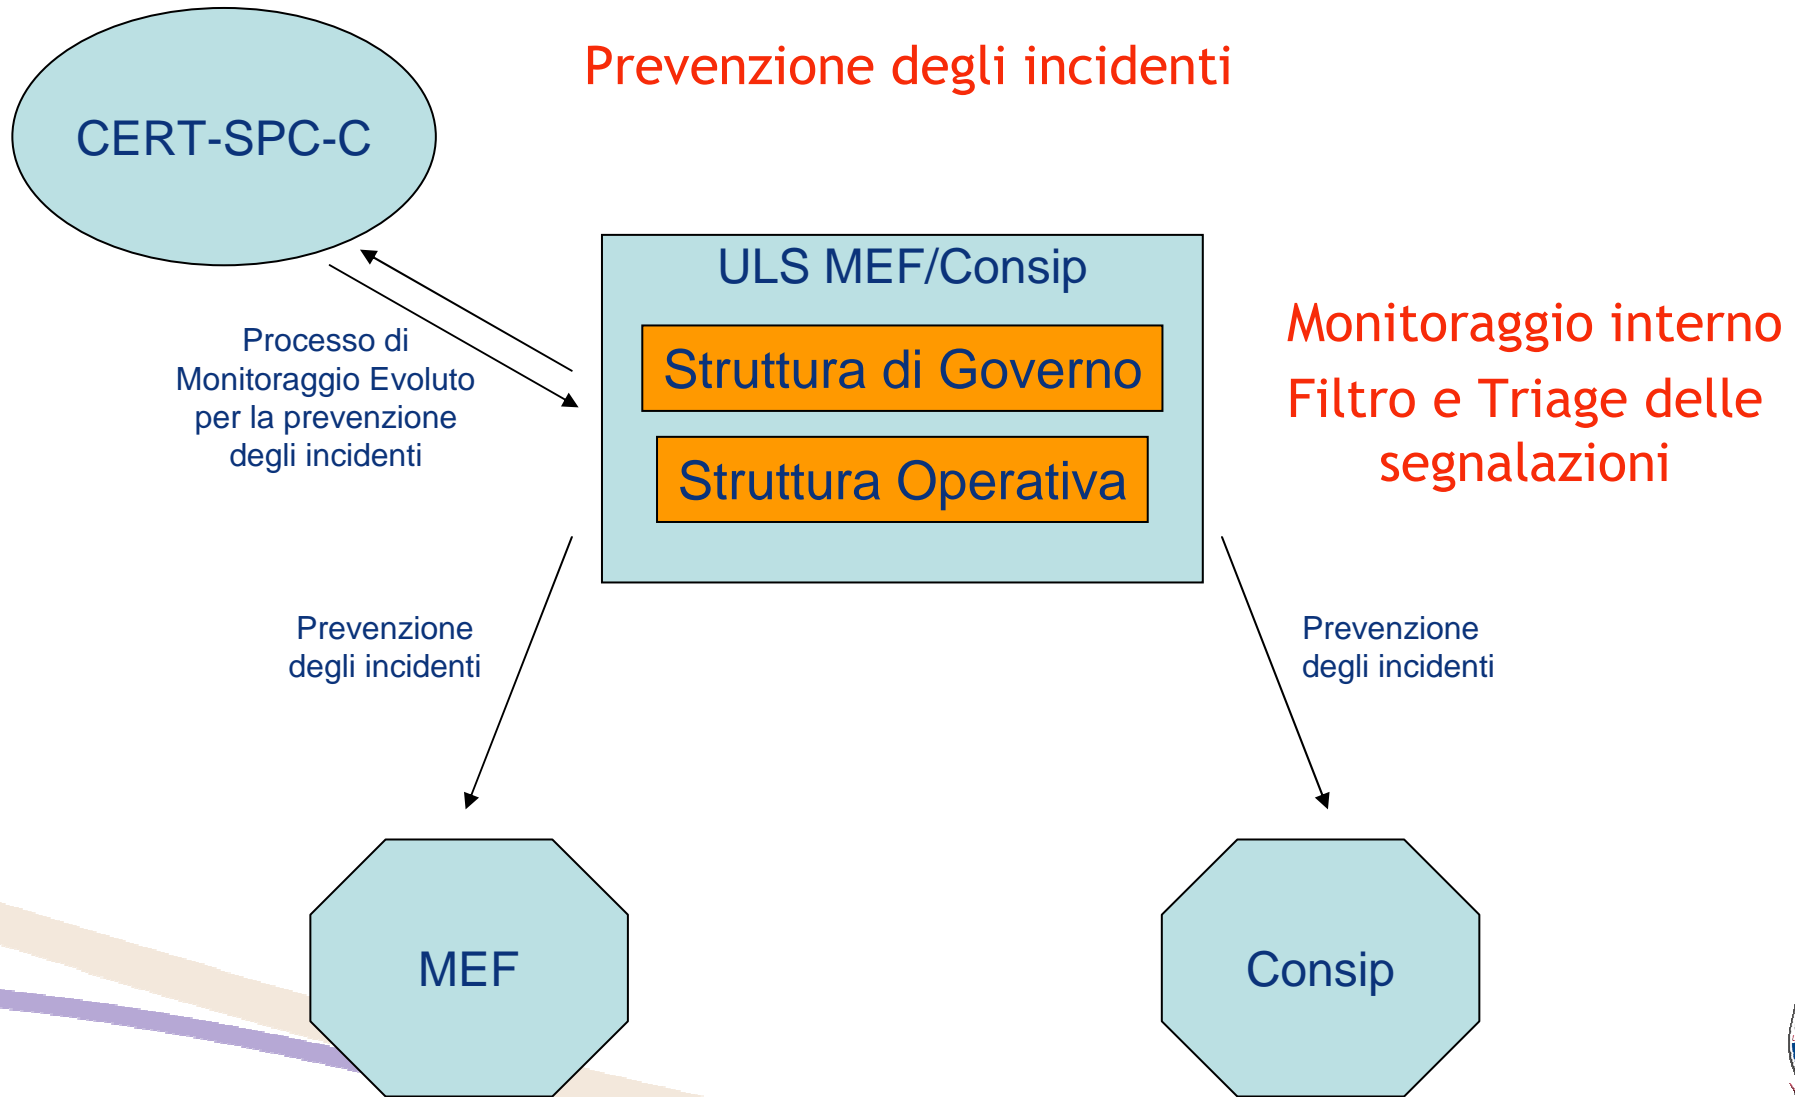 Prevenzione degli incidenti
CERT-SPC-C
ULS MEF/Consip
Struttura di Governo
Struttura Operativa
Monitoraggio interno
Filtro e Triage delle
segnalazioni
Processo di
Monitoraggio Evoluto
per la prevenzione
degli incidenti
Prevenzione
degli incidenti
Prevenzione
degli incidenti
MEF
Consip